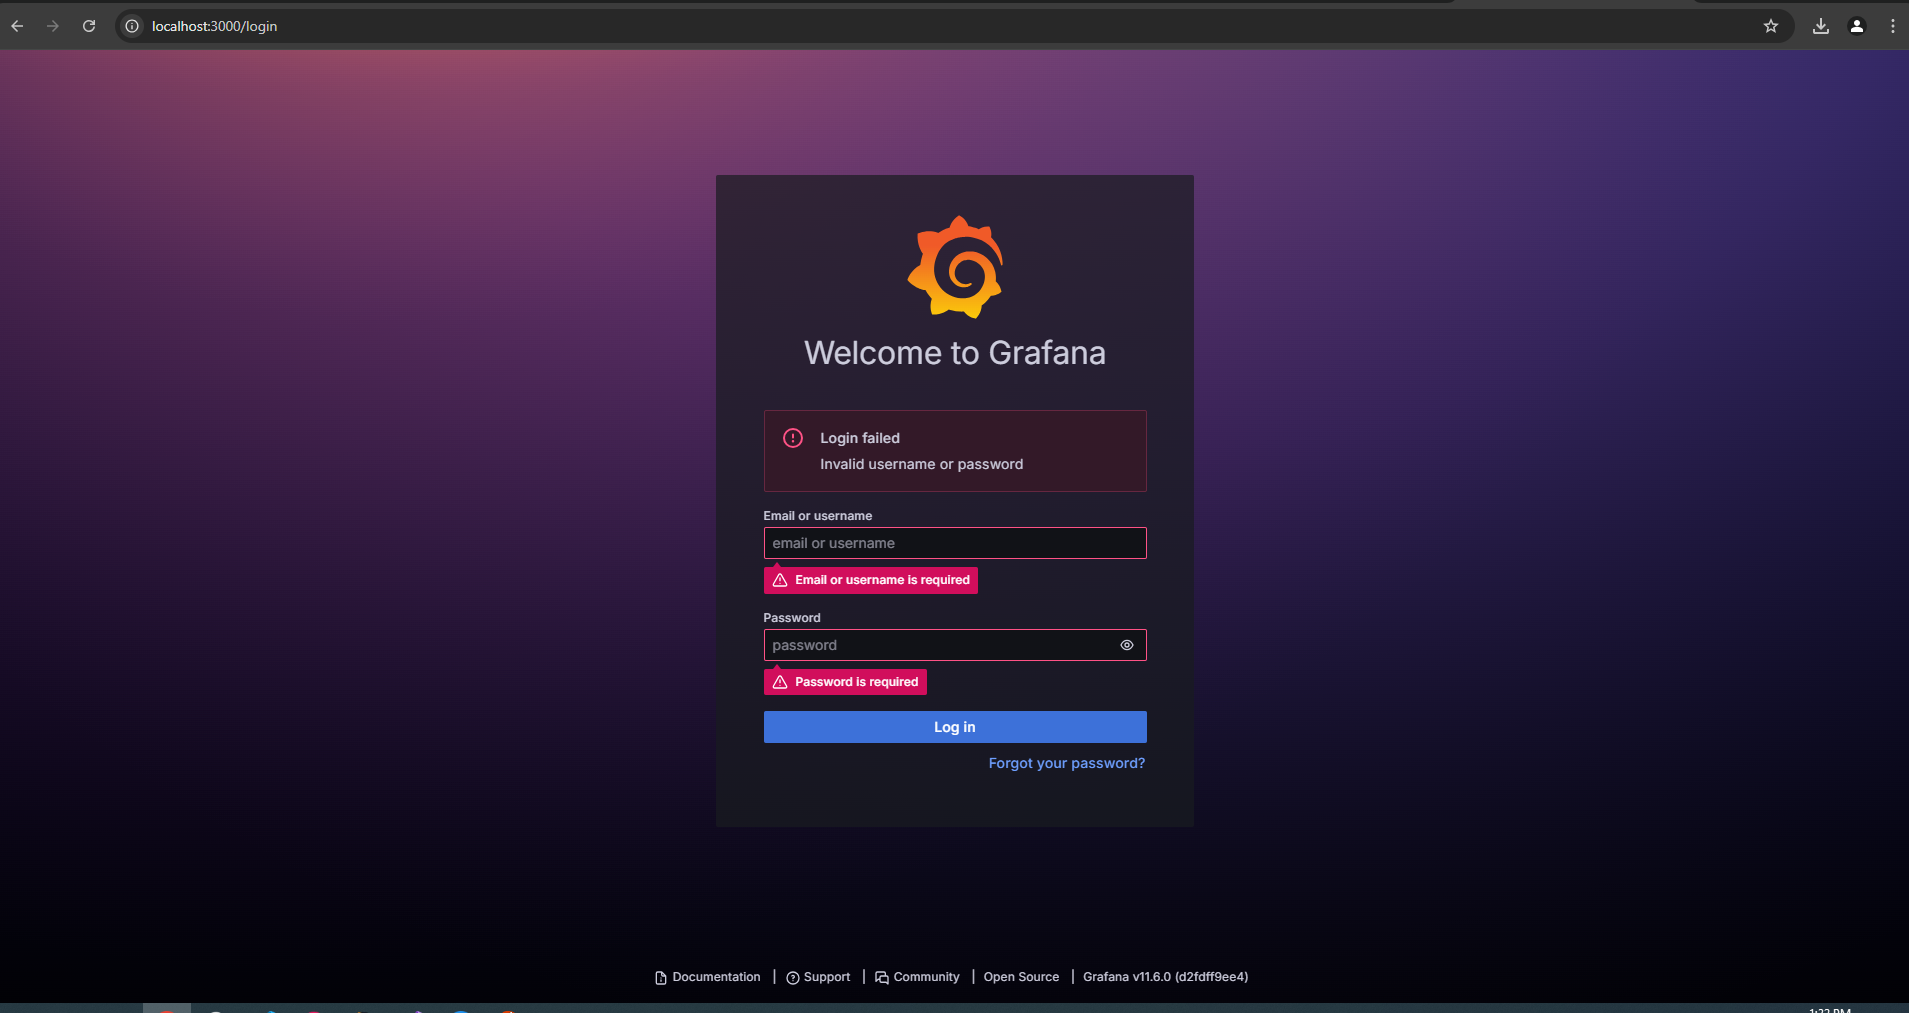 localhost:3000/login
Welcome to Grafana
Login failed
Invalid username or password
Email or username
email or username
Email or username is required
Password
password
Password is required
Log in
Forgot your password?
Documentation | Support | Community | Open Source | Grafana v11.6.0 (d2fdff9ee4)